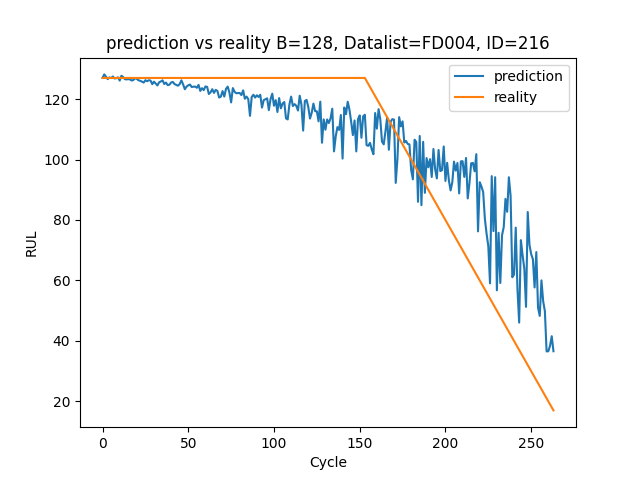 prediction vs reality B=128, Datalist=FD004, ID=216
prediction
reality
RUL
120
100
80
60
40
20
0
50
100
150
200
250
Cycle